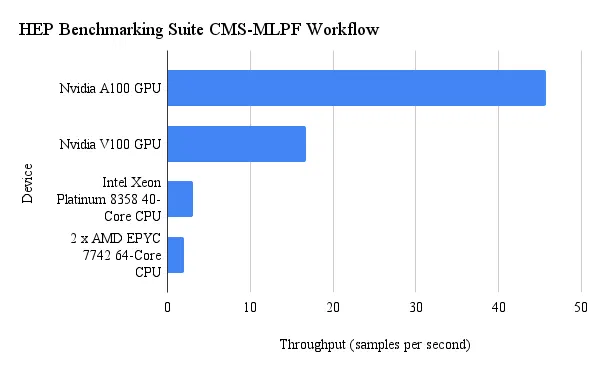 HEP Benchmarking Suite CMS-MLPF Workflow
Device
Nvidia A100 GPU
Nvidia V100 GPU
Intel Xeon
Platinum 8358 40-
Core CPU
2 x AMD EPYC
7742 64-Core
CPU
0 10 20 30 40 50
Throughput (samples per second)